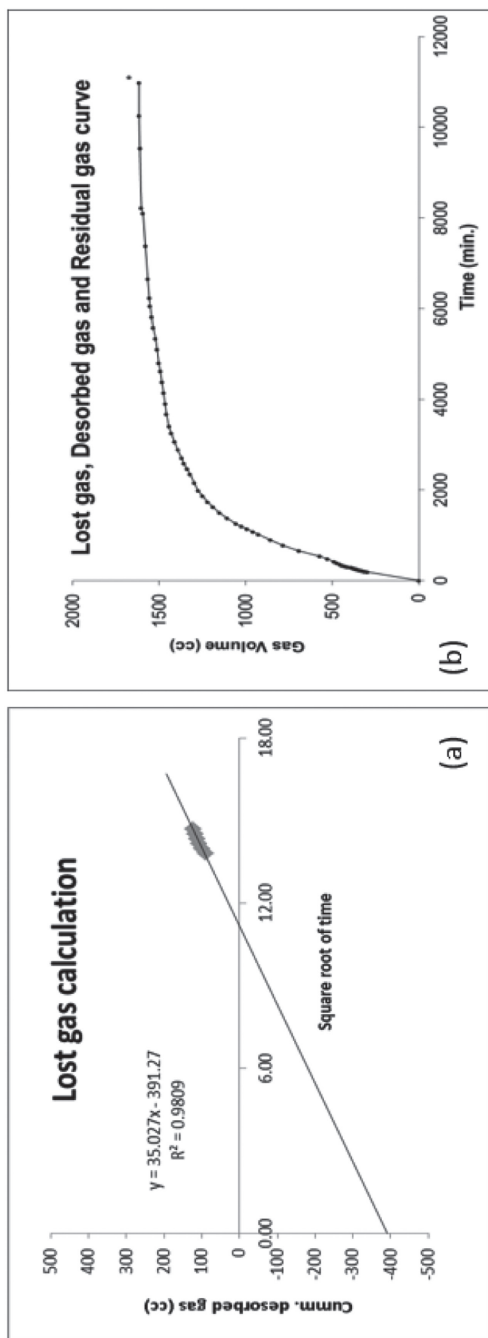 Lost gas calculation
y = 35.027x - 391.27
R² = 0.9809
Cumm. desorbed gas (cc)
500
400
300
200
100
0
-100
-200
-300
-400
-500
0.00
6.00
12.00
18.00
Square root of time
(a)
Lost gas, Desorbed gas and Residual gas curve
Gas Volume (cc)
2000
1500
1000
500
0
0
2000
4000
6000
8000
10000
12000
Time (min.)
(b)